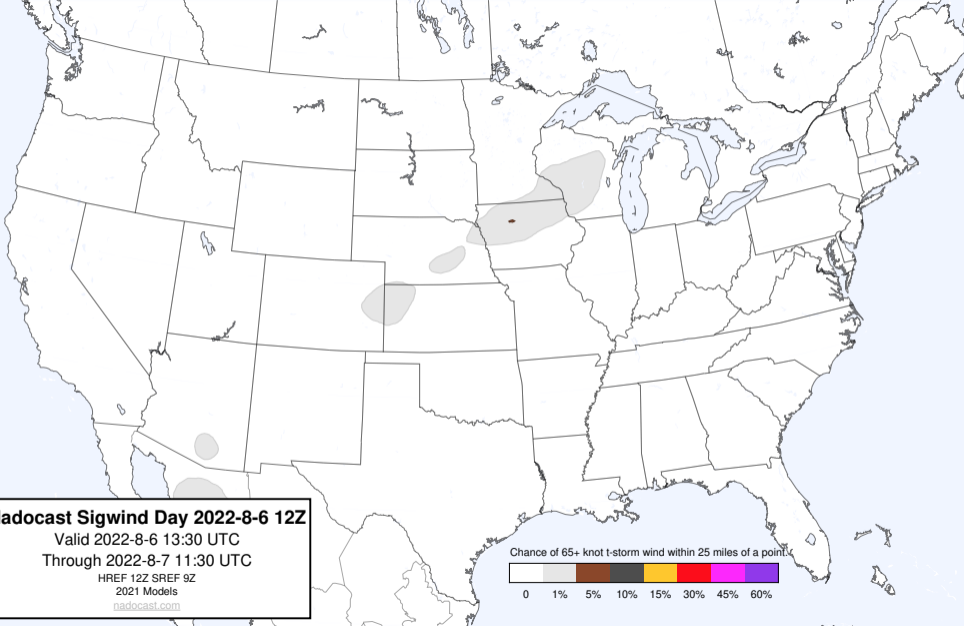 adocast Sigwind Day 2022-8-6 12Z
Valid 2022-8-6 13:30 UTC
Through 2022-8-7 11:30 UTC
HREF 12Z SREF 9Z
2021 Models
nadocast.com
Chance of 65+ knot t-storm wind within 25 miles of a point.
0 1% 5% 10% 15% 30% 45% 60%